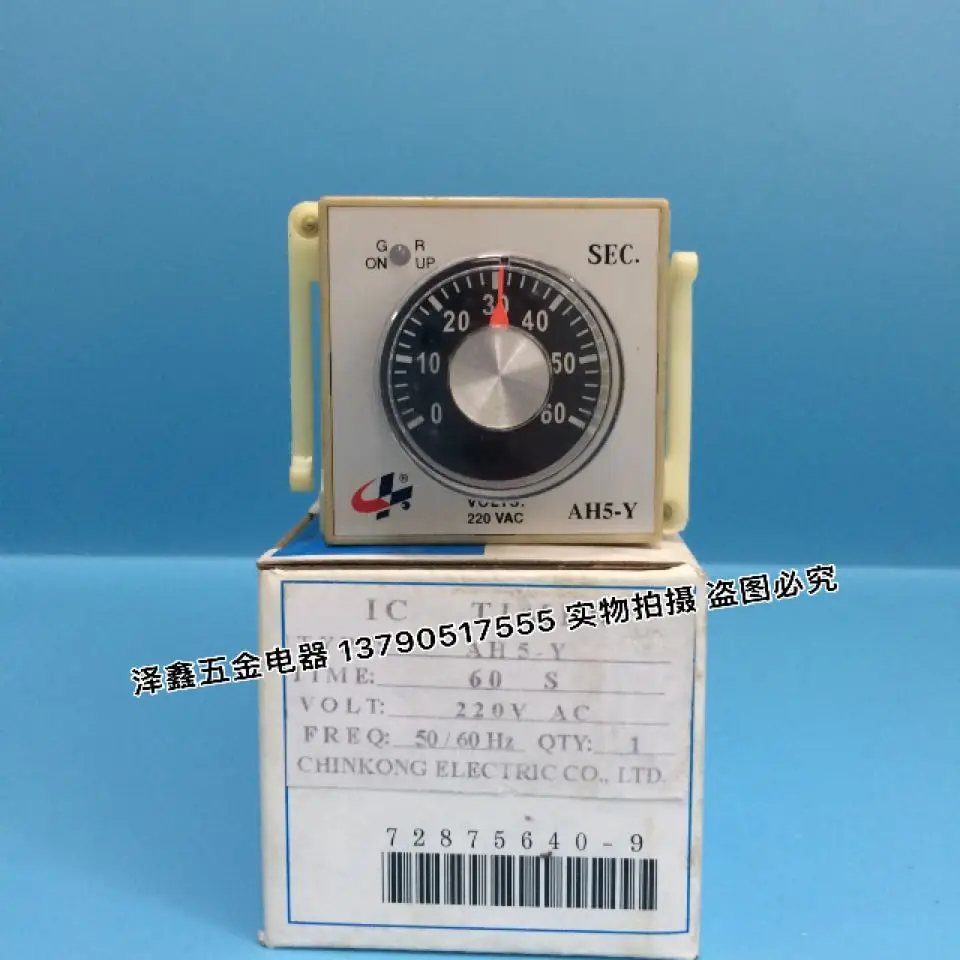 G R
ON UP
SEC.
0 10 20 30 40 50 60
®
VOLTS:
220 VAC
AH5-Y
IC
AH5-Y
TIME: 60 S
VOLT: 220V AC
FREQ: 50/60Hz QTY: 1
CHINKONG ELECTRIC CO., LTD.
72875640-9
泽鑫五金电器 13790517555 实物拍摄 盗图必究